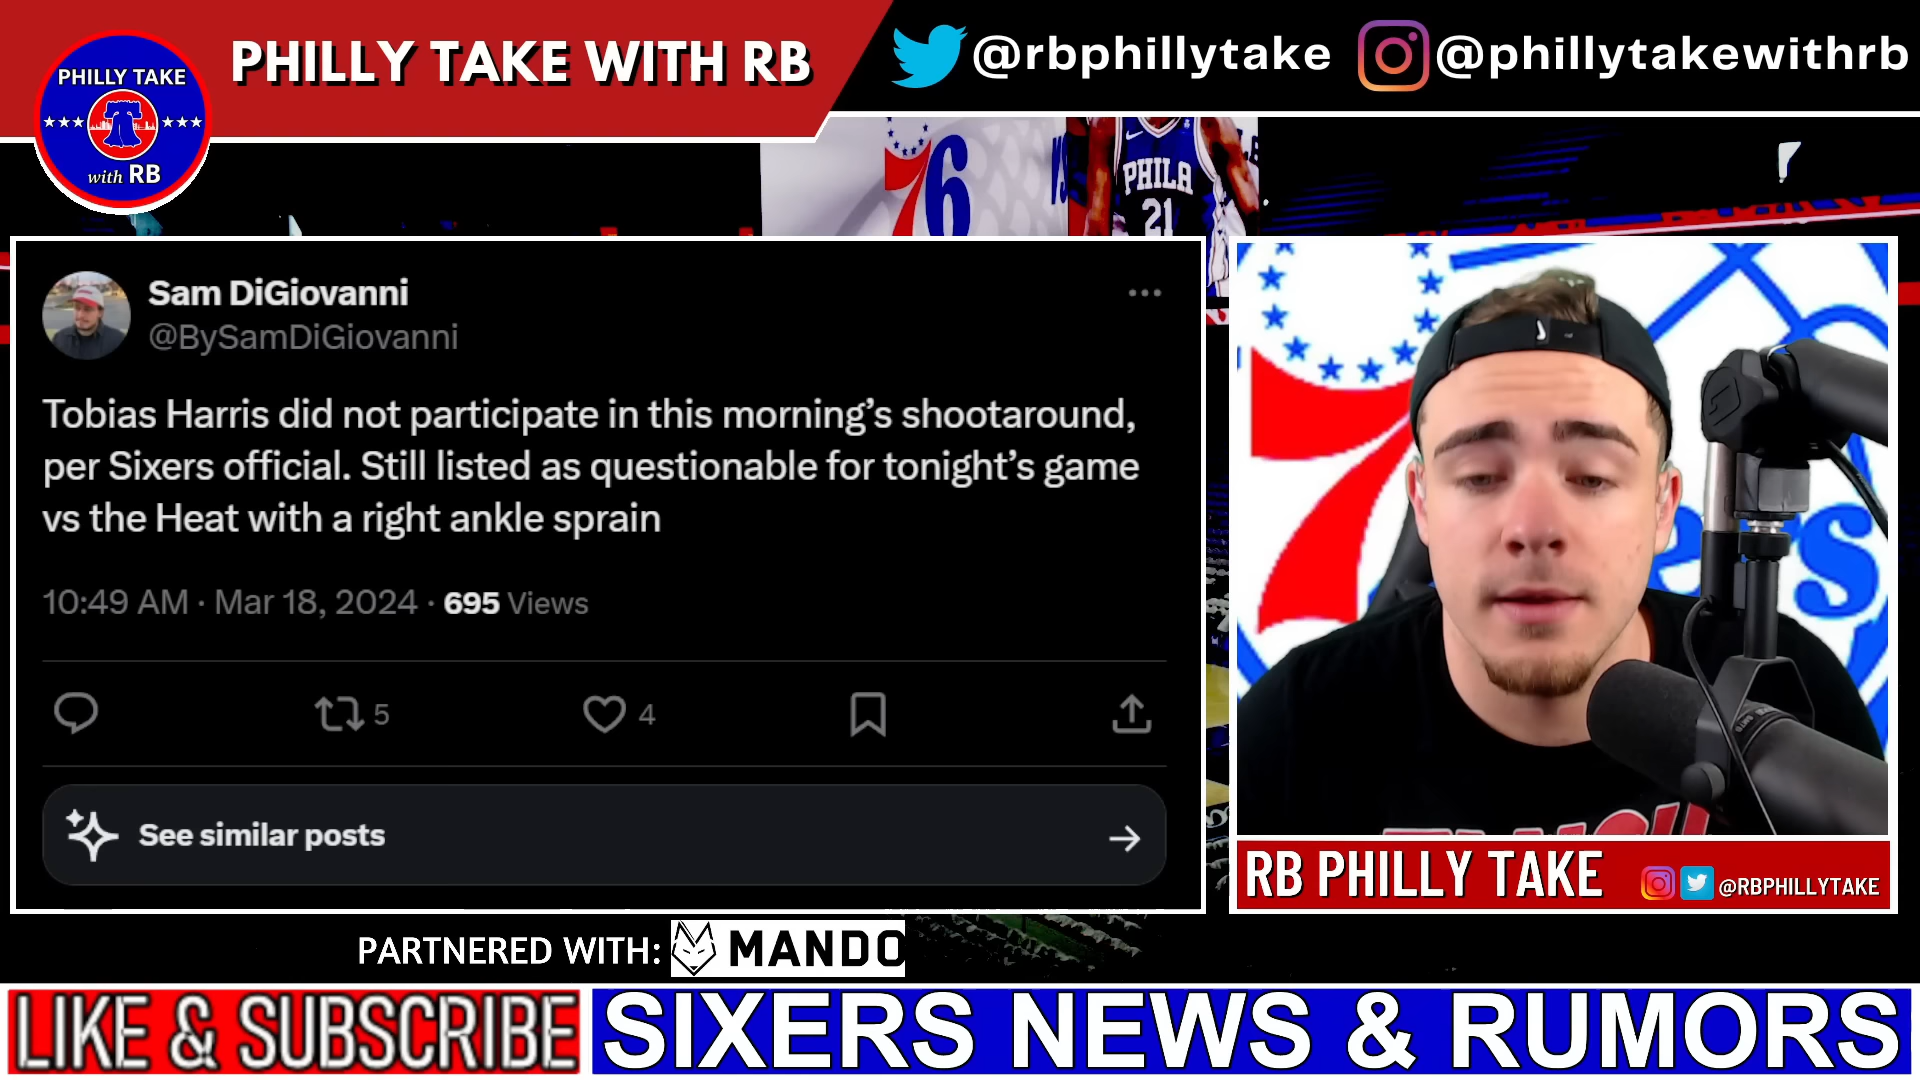 PHILLY TAKE WITH RB
@rbphillytake
@phillytakewithrb
PHILLY TAKE
with RB
76
PHILA
21
Sam DiGiovanni
@BySamDiGiovanni
Tobias Harris did not participate in this morning’s shootaround,
per Sixers official. Still listed as questionable for tonight’s game
vs the Heat with a right ankle sprain
10:49 AM · Mar 18, 2024 · 695 Views
5
4
See similar posts
RB PHILLY TAKE
@RBPHILLYTAKE
PARTNERED WITH:
MANDO
LIKE & SUBSCRIBE
SIXERS NEWS & RUMORS